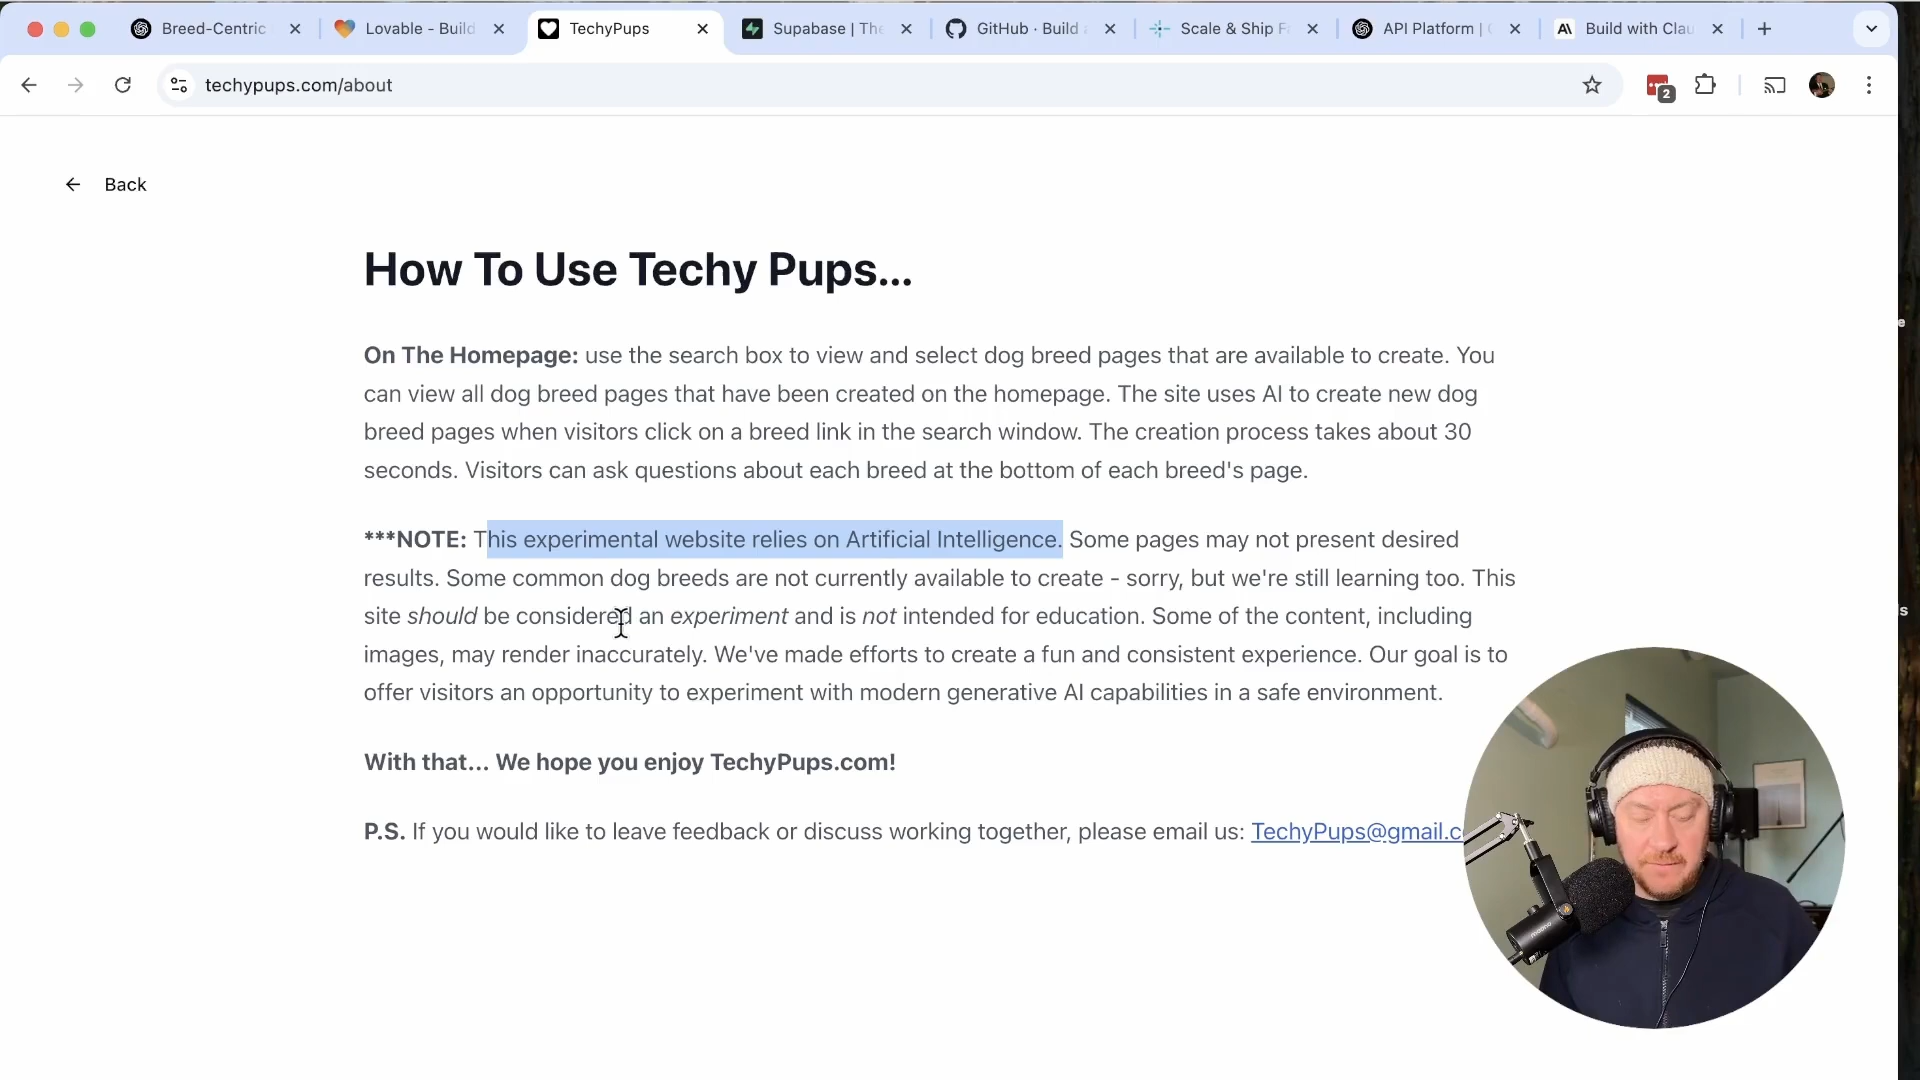 Breed-Centric
Lovable - Build
TechyPups
Supabase | The
GitHub · Build a
Scale & Ship Fa
API Platform |
Build with Clau
techypups.com/about
2
Back
How To Use Techy Pups...
On The Homepage: use the search box to view and select dog breed pages that are available to create. You
can view all dog breed pages that have been created on the homepage. The site uses AI to create new dog
breed pages when visitors click on a breed link in the search window. The creation process takes about 30
seconds. Visitors can ask questions about each breed at the bottom of each breed's page.
***NOTE: This experimental website relies on Artificial Intelligence. Some pages may not present desired
results. Some common dog breeds are not currently available to create - sorry, but we're still learning too. This
site should be considered an experiment and is not intended for education. Some of the content, including
images, may render inaccurately. We've made efforts to create a fun and consistent experience. Our goal is to
offer visitors an opportunity to experiment with modern generative AI capabilities in a safe environment.
With that... We hope you enjoy TechyPups.com!
P.S. If you would like to leave feedback or discuss working together, please email us: TechyPups@gmail.c